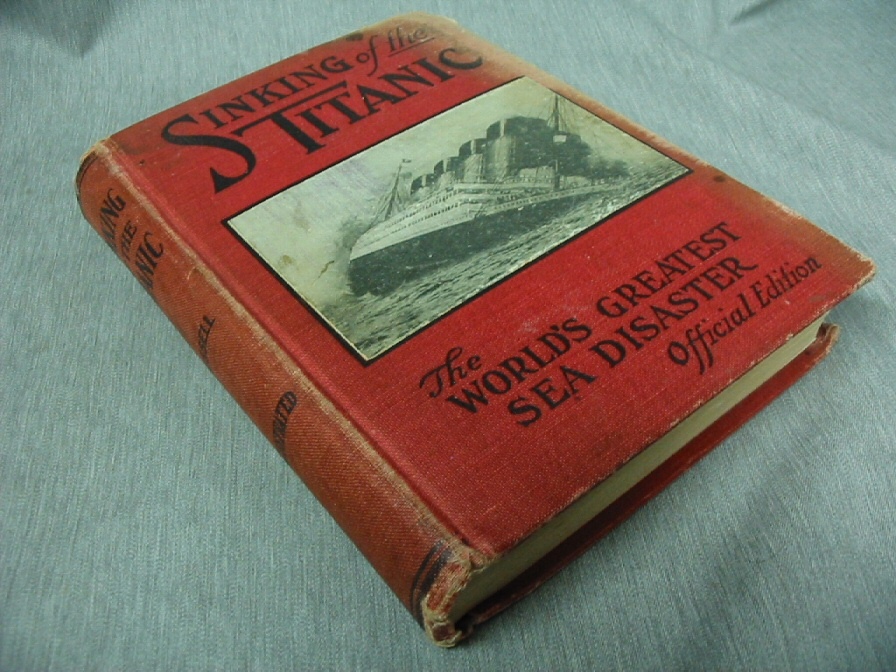 SINKING of the
TITANIC
The
WORLD'S GREATEST
SEA DISASTER
Official Edition